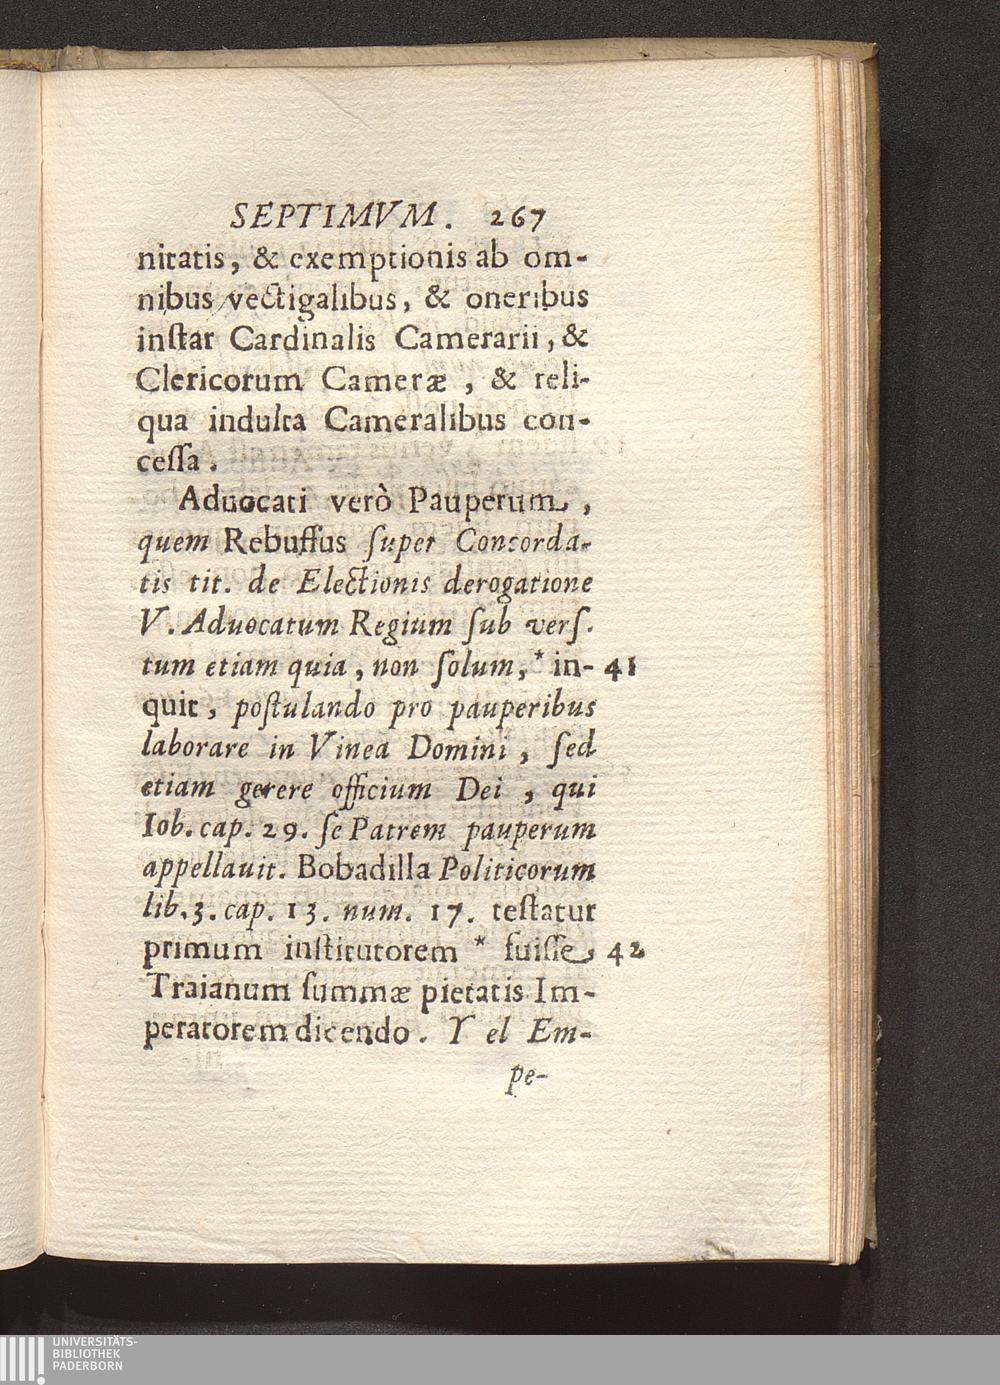 SEPTIMVM. 267
nitatis, & exemptionis ab om-
nibus vectigalibus, & oneribus
inſtar Cardinalis Camerarii, &
Clericorum Cameræ, & reli-
qua indulta Cameralibus con-
ceſſa.
Aduocati verò Pauperum,
quem Rebuffus ſuper Concorda-
tis tit. de Electionis derogatione
V. Aduocatum Regium ſub verſ.
tum etiam quia, non ſolum, * in- 41
quit, poſtulando pro pauperibus
laborare in Vinea Domini, ſed
etiam gerere officium Dei, qui
Iob. cap. 29. ſe Patrem pauperum
appellauit. Bobadilla Politicorum
lib. 3. cap. 13. num. 17. teſtatur
primum inſtitutorem * fuiſſe 42
Traianum ſummæ pietatis Im-
peratorem dicendo. Y el Em-
pe-
UNIVERSITÄTS-
BIBLIOTHEK
PADERBORN